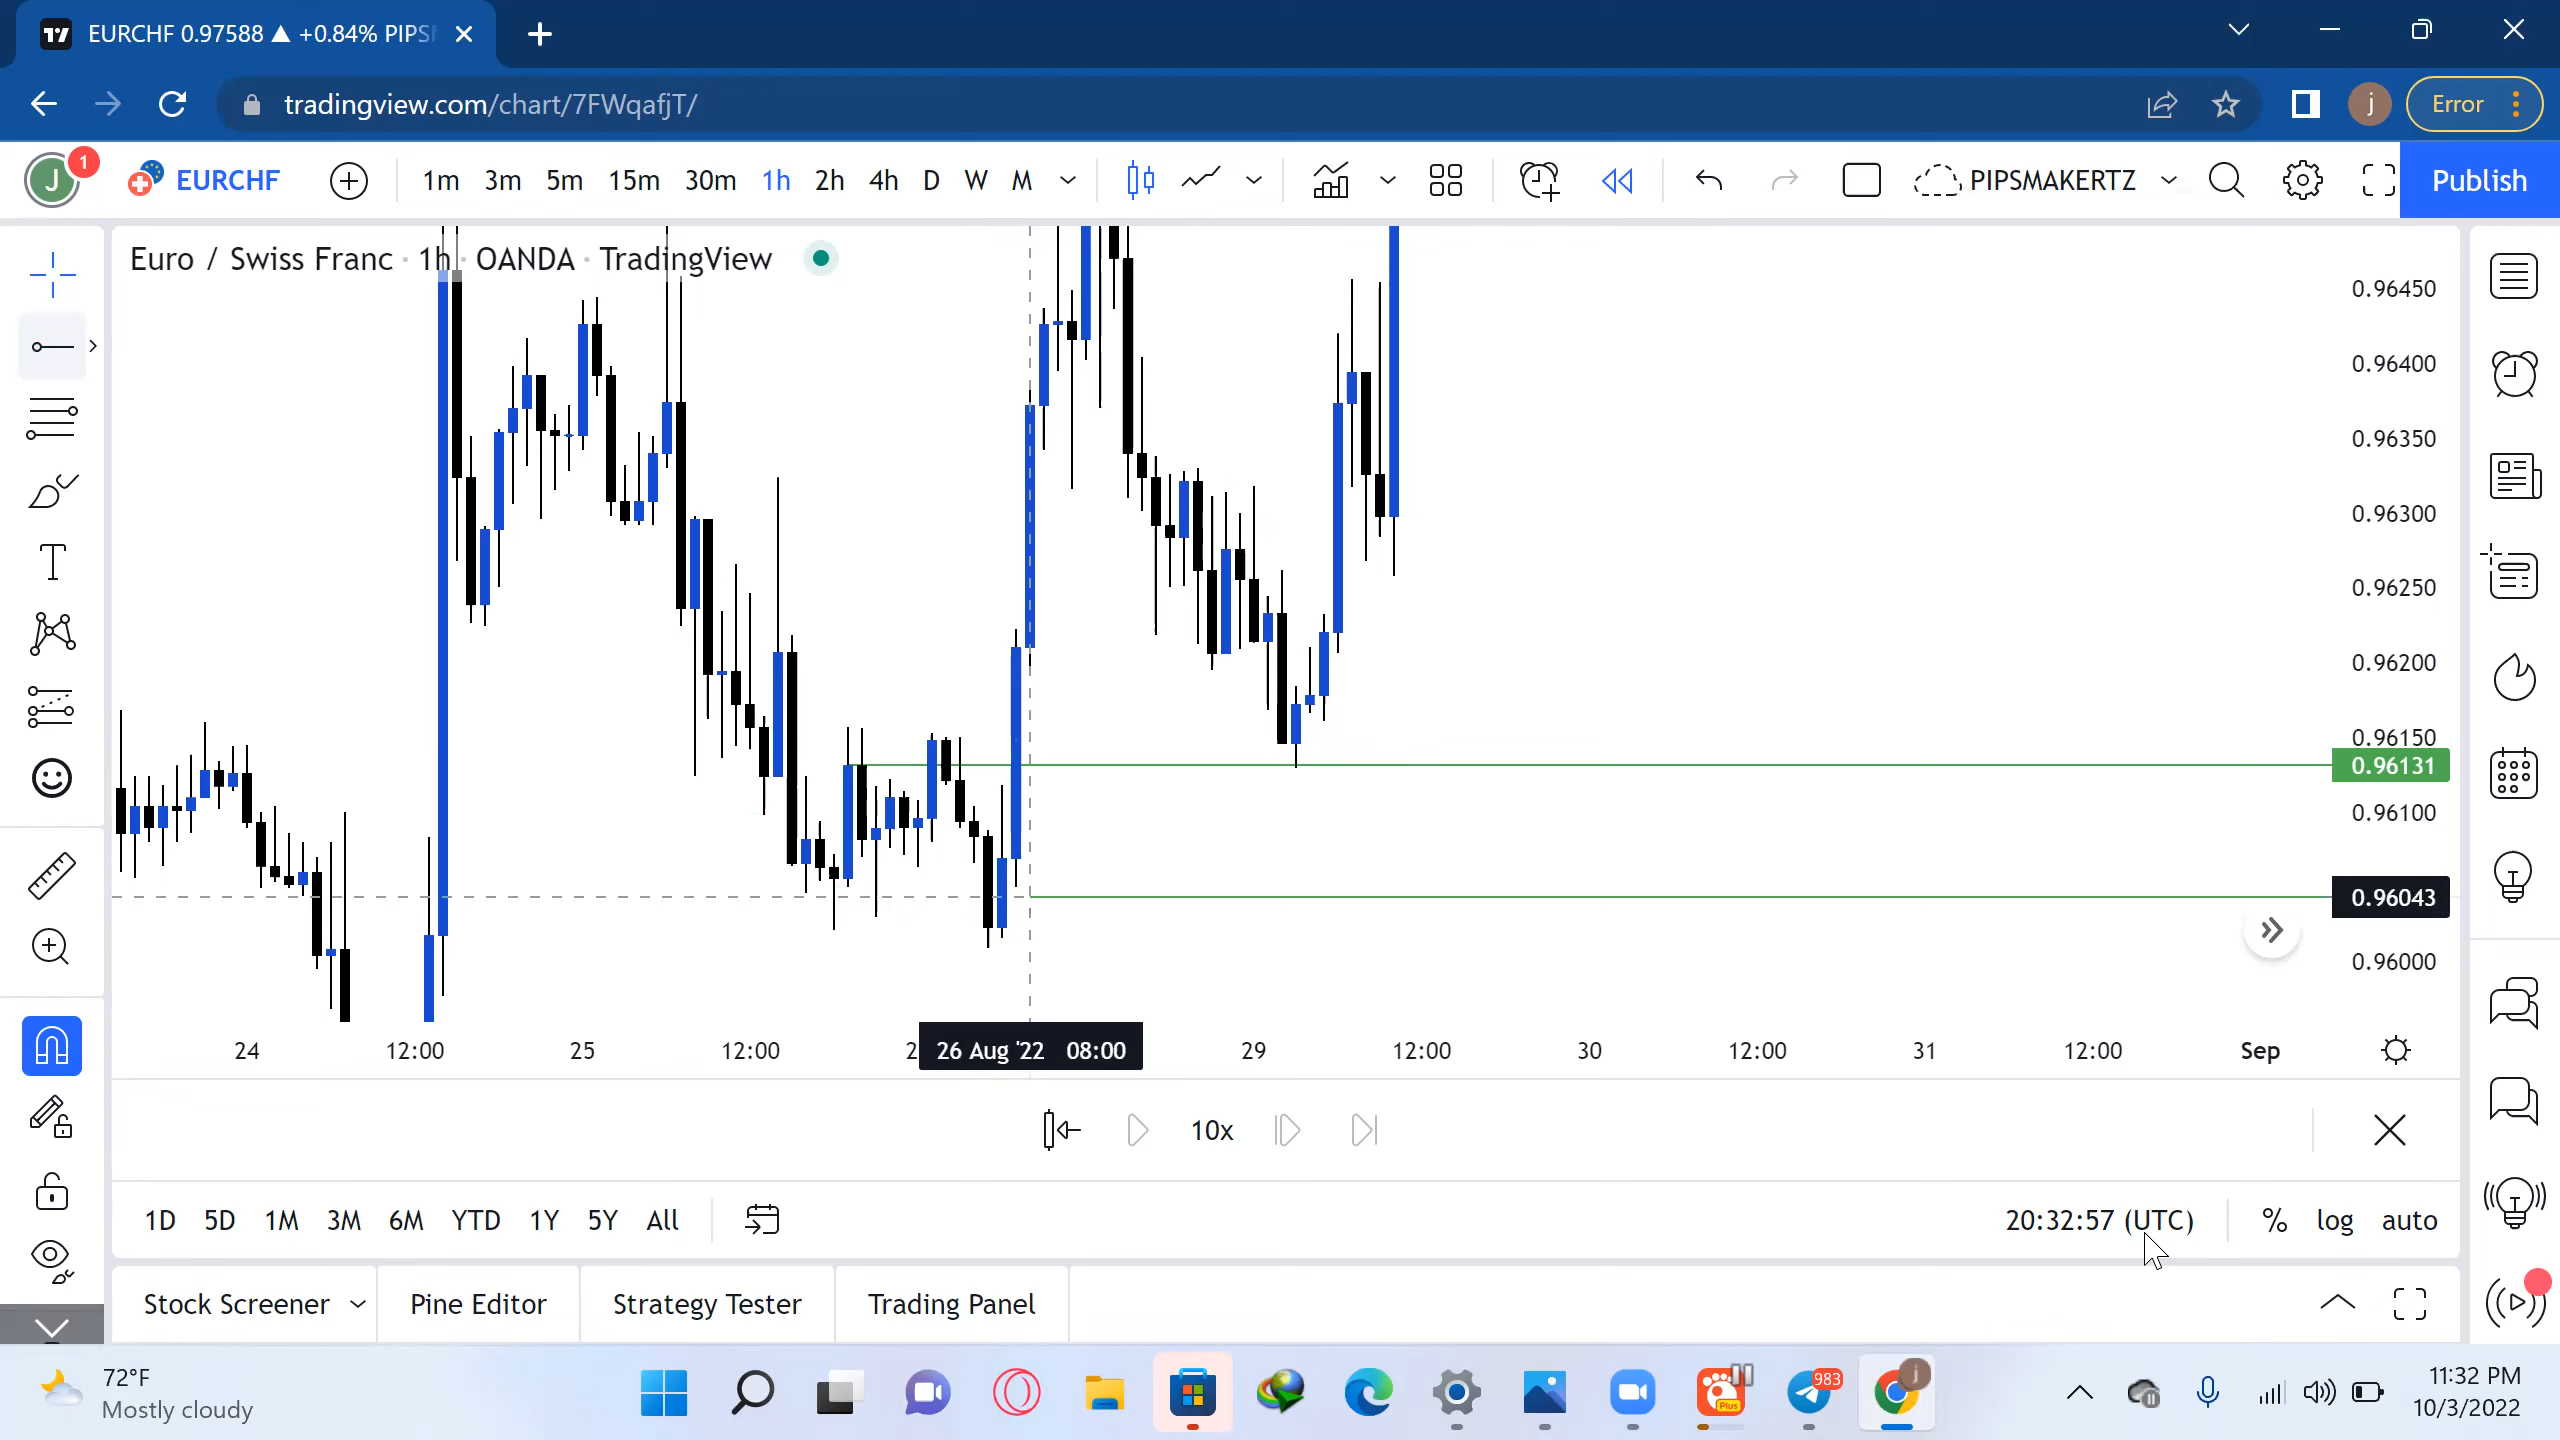 EURCHF 0.97588 ▲ +0.84% PIPS
tradingview.com/chart/7FWqafjT/
Error
J
1
EURCHF
1m 3m 5m 15m 30m 1h 2h 4h D W M
PIPSMAKERTZ
Publish
Euro / Swiss Franc · 1h · OANDA · TradingView
0.96450
0.96400
0.96350
0.96300
0.96250
0.96200
0.96150
0.96131
0.96100
0.96043
0.96000
24 12:00 25 12:00 2 26 Aug '22 08:00 29 12:00 30 12:00 31 12:00 Sep
10x
1D 5D 1M 3M 6M YTD 1Y 5Y All
20:32:57 (UTC) % log auto
Stock Screener Pine Editor Strategy Tester Trading Panel
72°F
Mostly cloudy
Plus
983
j
11:32 PM
10/3/2022